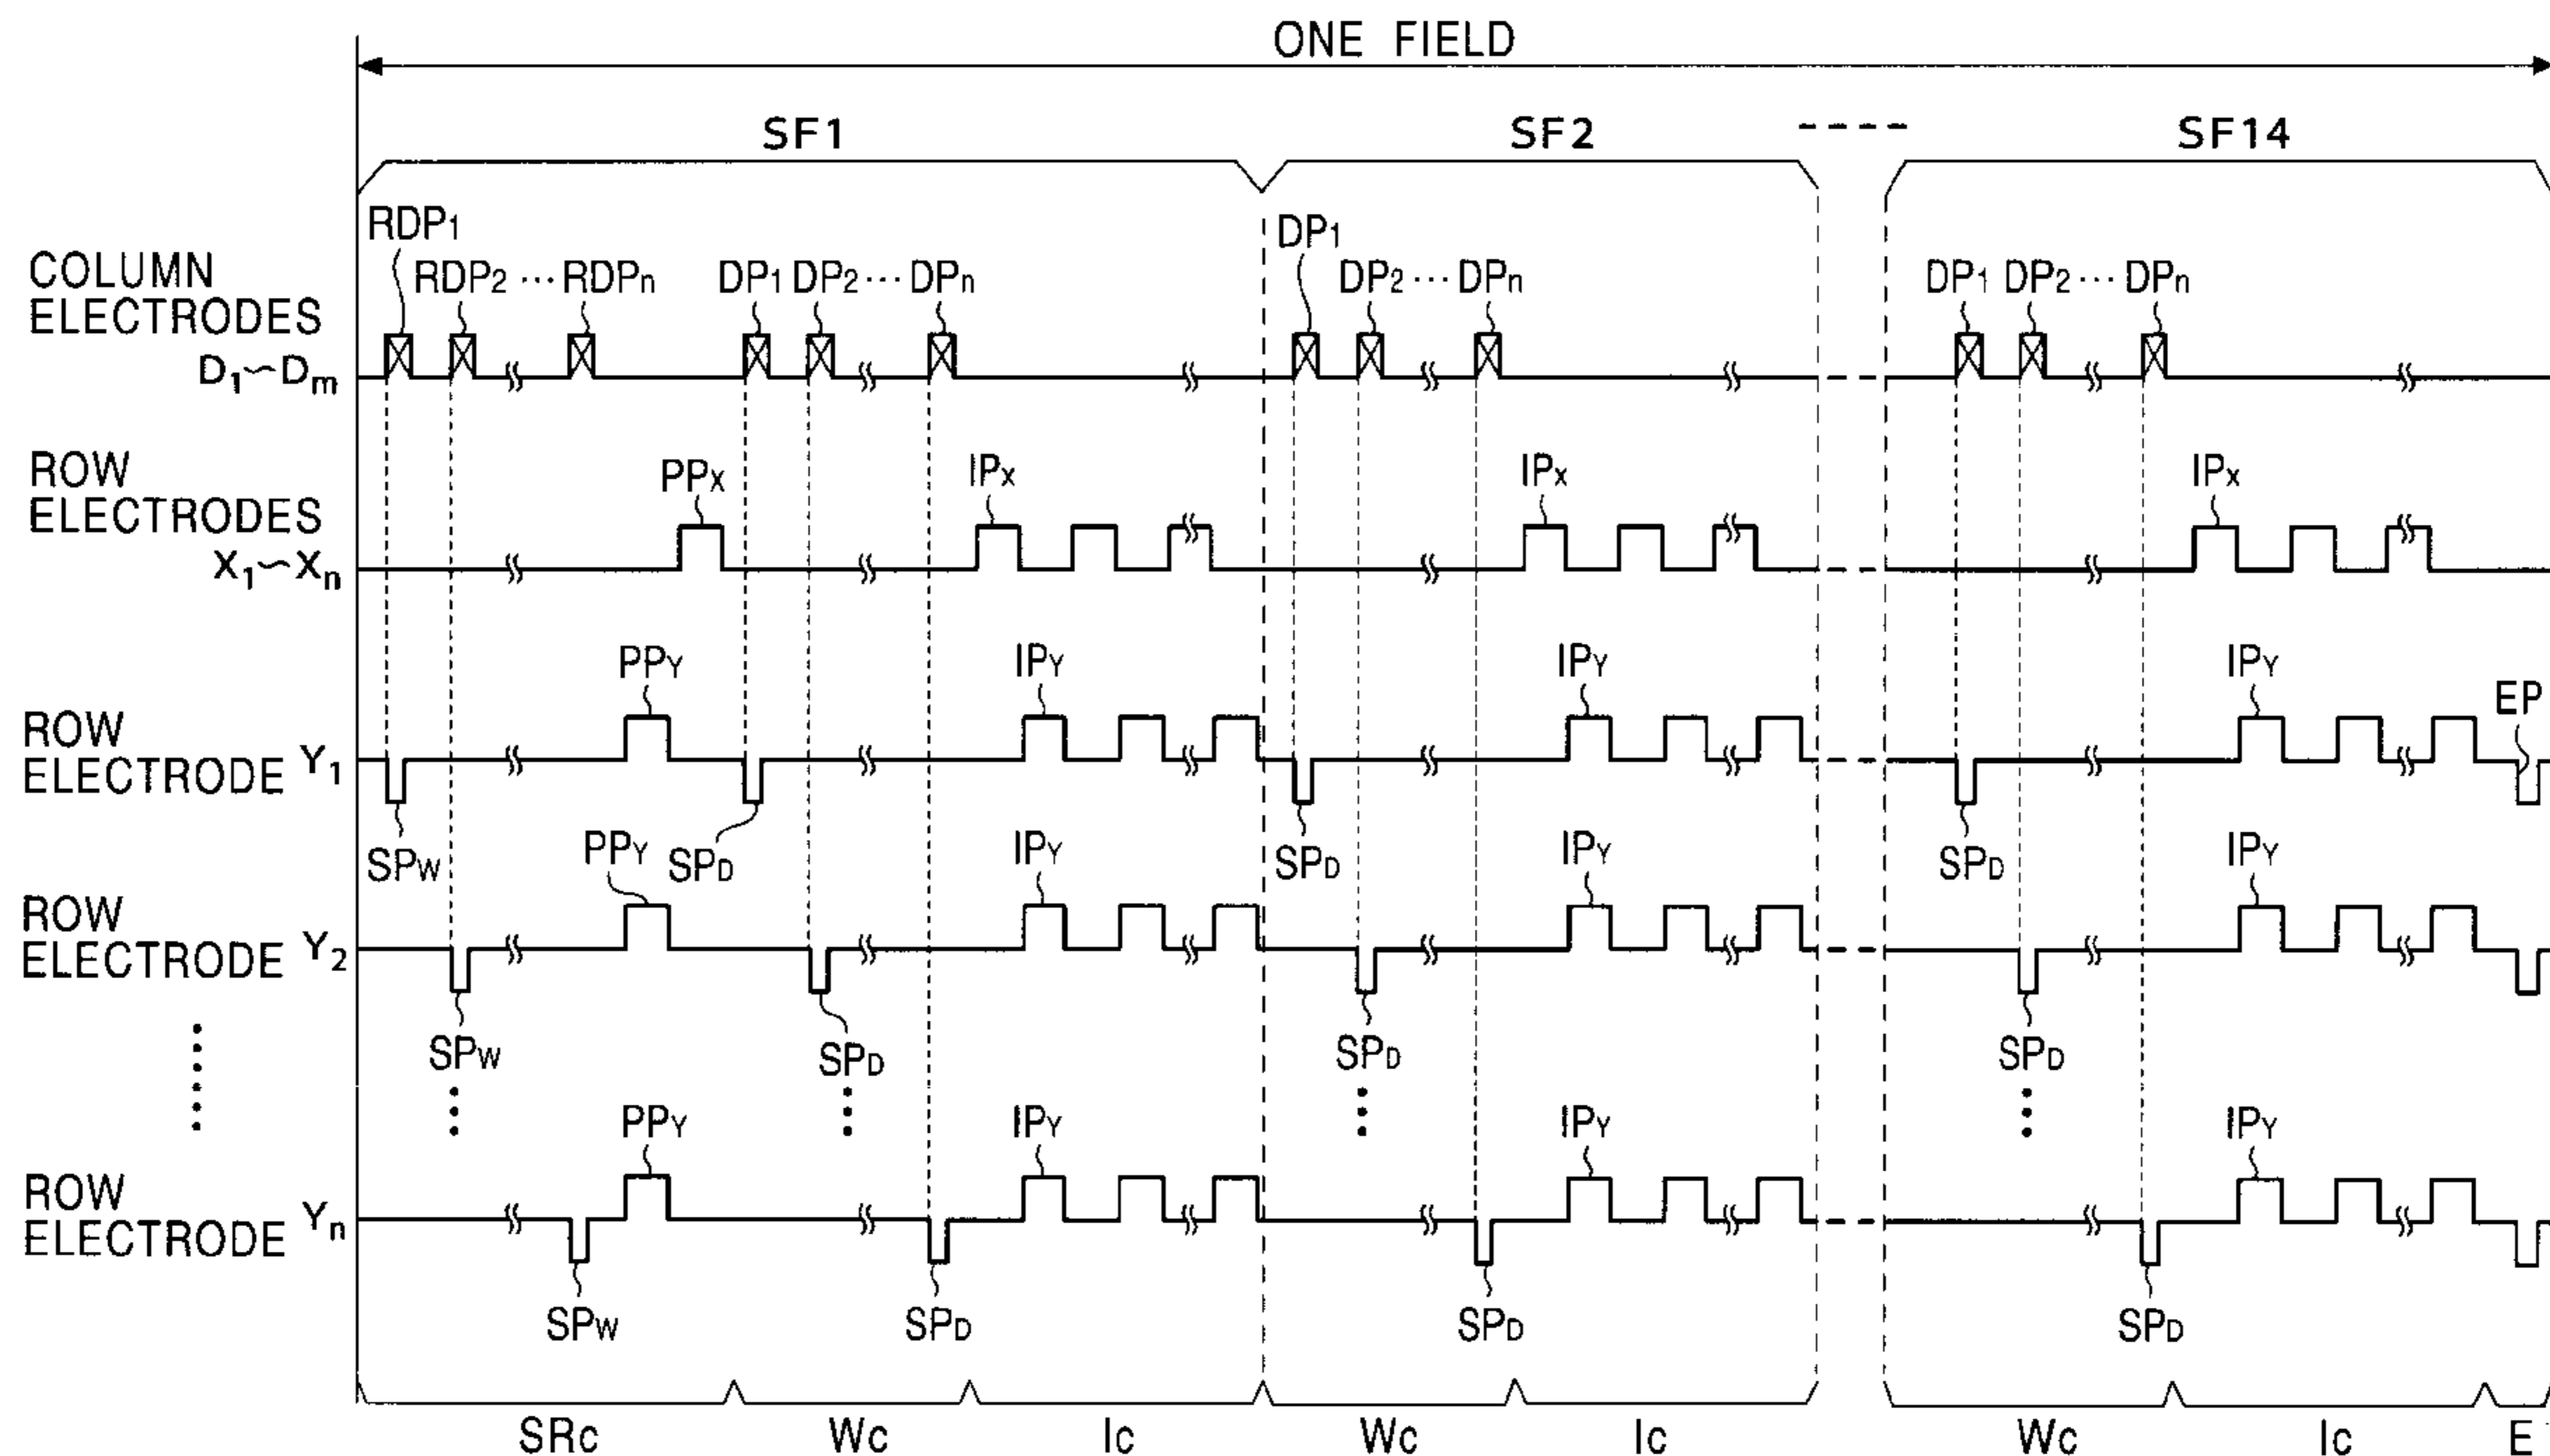 ONE FIELD
SF1 SF2 ---- SF14
RDP1 DP1
COLUMN ELECTRODES D1~Dm
RDP2 ··· RDPn DP1 DP2 ··· DPn DP2 ··· DPn DP1 DP2 ··· DPn
ROW ELECTRODES X1~Xn
PPX IPX IPX IPX
PPY IPY IPY IPY EP
ROW ELECTRODE Y1
SPW SPD SPD SPD
PPY IPY IPY IPY
ROW ELECTRODE Y2
SPW SPD SPD SPD
PPY IPY IPY IPY
ROW ELECTRODE Yn
SPW SPD SPD SPD
SRc Wc Ic Wc Ic Wc Ic E